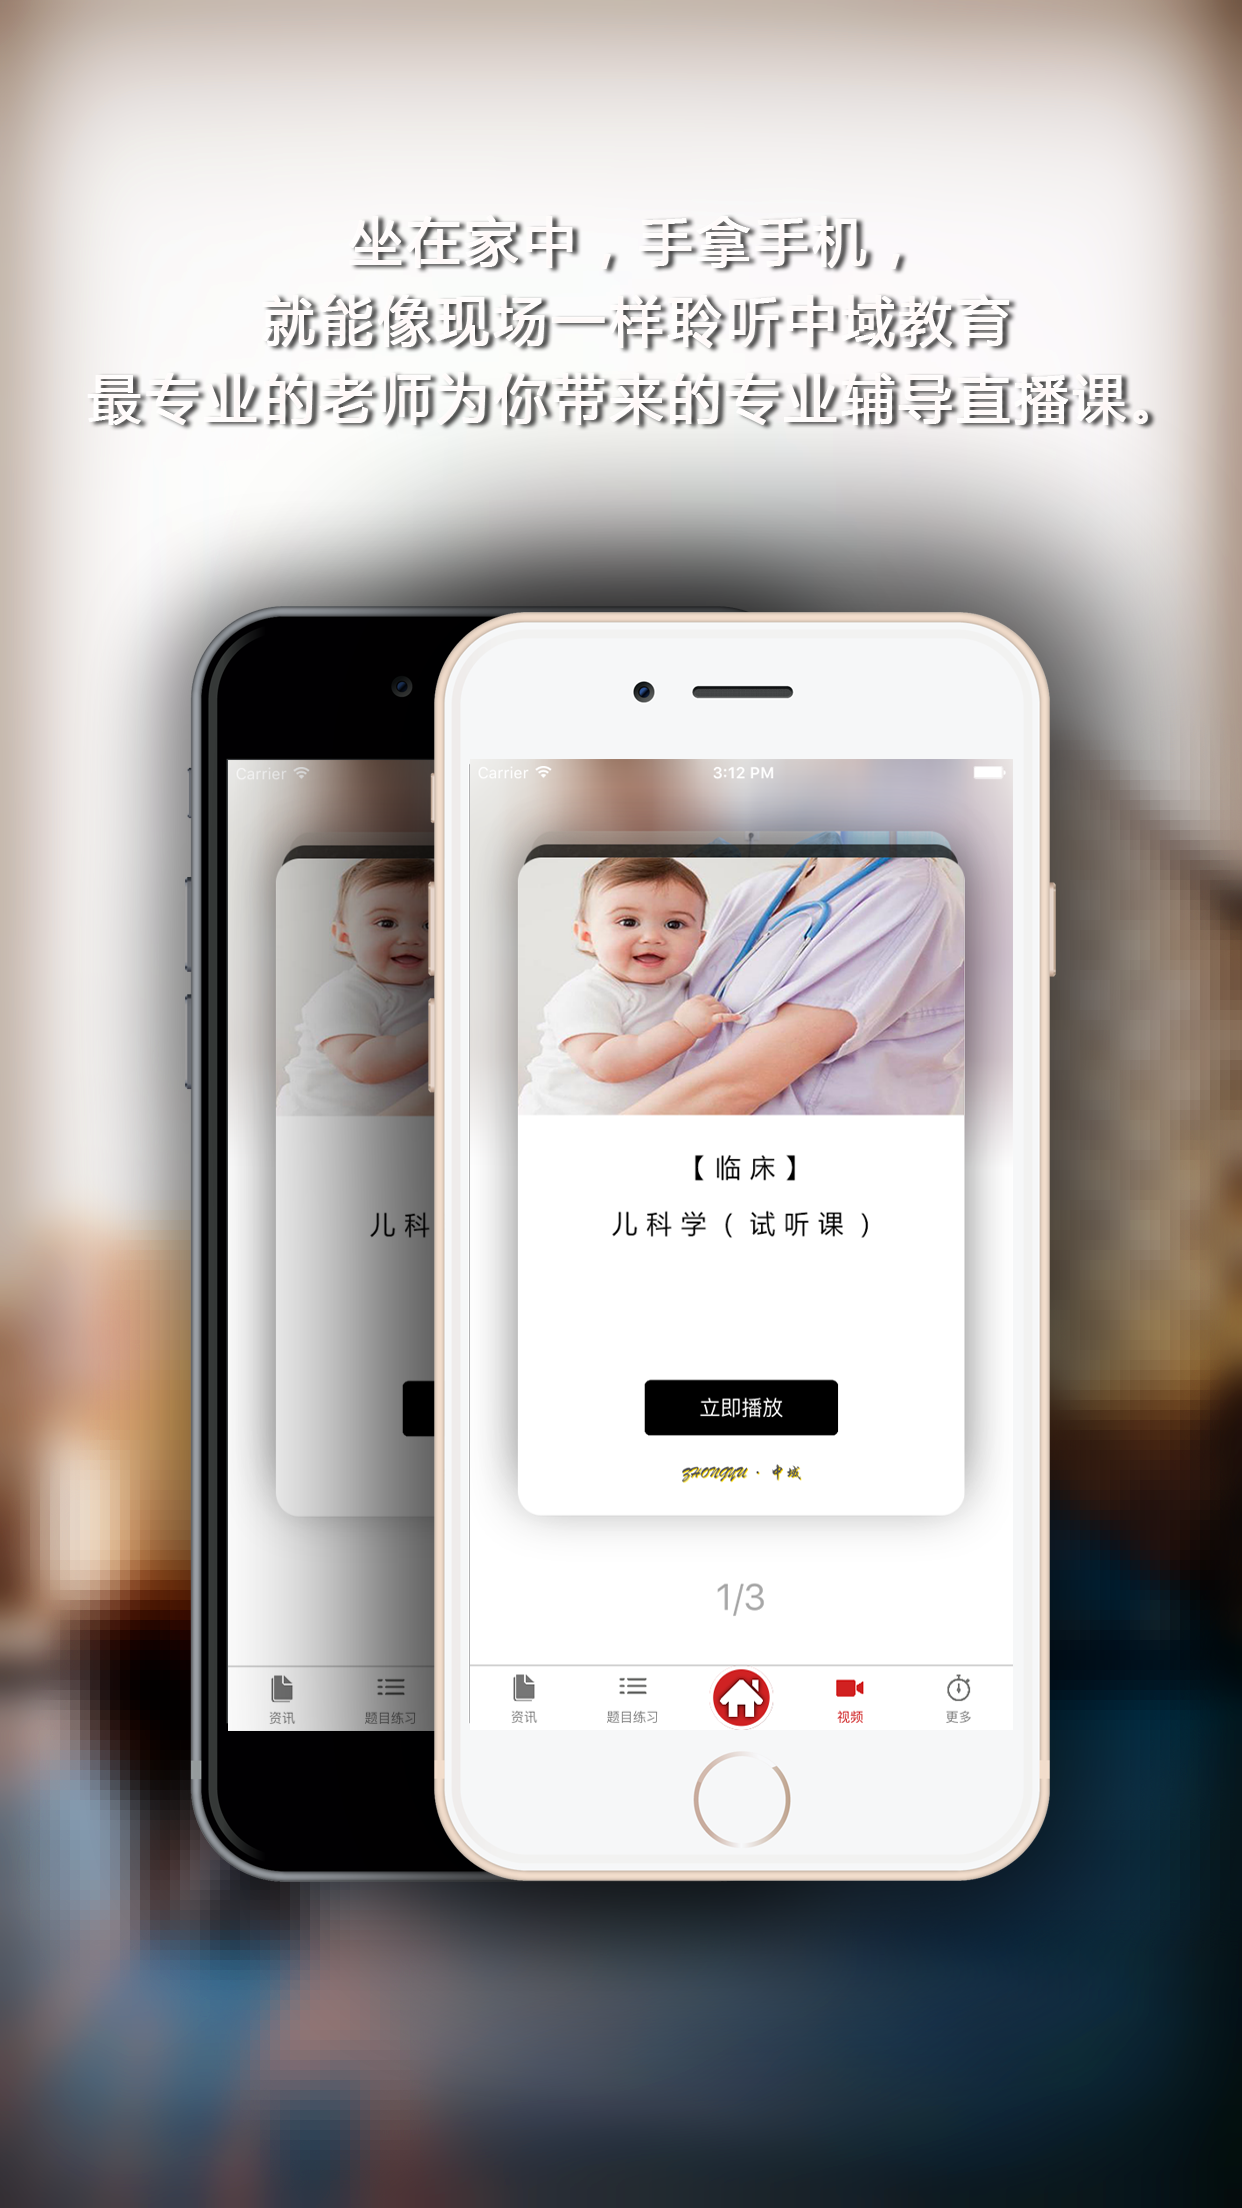 坐在家中，手拿手机，
就能像现场一样聆听中域教育
最专业的老师为你带来的专业辅导直播课。
Carrier
Carrier 3:12 PM
【临床】
儿科
儿科学（试听课）
立即播放
ZHONGYU · 中域
1/3
资讯 题目练习
资讯 题目练习 视频 更多